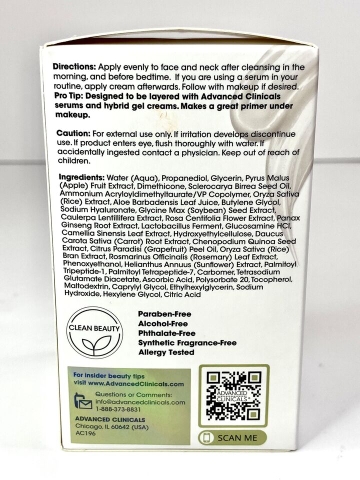 Directions: Apply evenly to face and neck after cleansing in the
morning, and before bedtime. If you are using a serum in your
routine, apply cream afterwards. Follow with makeup if desired.
Pro Tip: Designed to be layered with Advanced Clinicals
serums and hybrid gel creams. Makes a great primer under
makeup.
Caution: For external use only. If irritation develops discontinue
use. If product enters eye, flush thoroughly with water. If
accidentally ingested contact a physician. Keep out of reach of
children.
Ingredients: Water (Aqua), Propanediol, Glycerin, Pyrus Malus
(Apple) Fruit Extract, Dimethicone, Sclerocarya Birrea Seed Oil,
Ammonium Acryloyldimethyltaurate/VP Copolymer, Oryza Sativa
(Rice) Extract, Aloe Barbadensis Leaf Juice, Butylene Glycol,
Sodium Hyaluronate, Glycine Max (Soybean) Seed Extract,
Caulerpa Lentillifera Extract, Rosa Centifolia Flower Extract, Panax
Ginseng Root Extract, Lactobacillus Ferment, Glucosamine HCl,
Camellia Sinensis Leaf Extract, Hydroxyethylcellulose, Daucus
Carota Sativa (Carrot) Root Extract, Chenopodium Quinoa Seed
Extract, Citrus Paradisi (Grapefruit) Peel Oil, Oryza Sativa (Rice)
Bran Extract, Rosmarinus Officinalis (Rosemary) Leaf Extract,
Phenoxyethanol, Helianthus Annuus (Sunflower) Extract, Palmitoyl
Tripeptide-1, Palmitoyl Tetrapeptide-7, Carbomer, Tetrasodium
Glutamate Diacetate, Ascorbic Acid, Polysorbate 20, Tocopherol,
Maltodextrin, Caprylyl Glycol, Ethylhexylglycerin, Sodium
Hydroxide, Hexylene Glycol, Citric Acid
CLEAN BEAUTY
Paraben-Free
Alcohol-Free
Phthalate-Free
Synthetic Fragrance-Free
Allergy Tested
For insider beauty tips
visit www.AdvancedClinicals.com
Questions or Comments:
info@advancedclinicals.com
1-888-373-8831
ADVANCED CLINICALS
Chicago, IL 60642 (USA)
AC196
ADVANCED
CLINICALS
SCAN ME